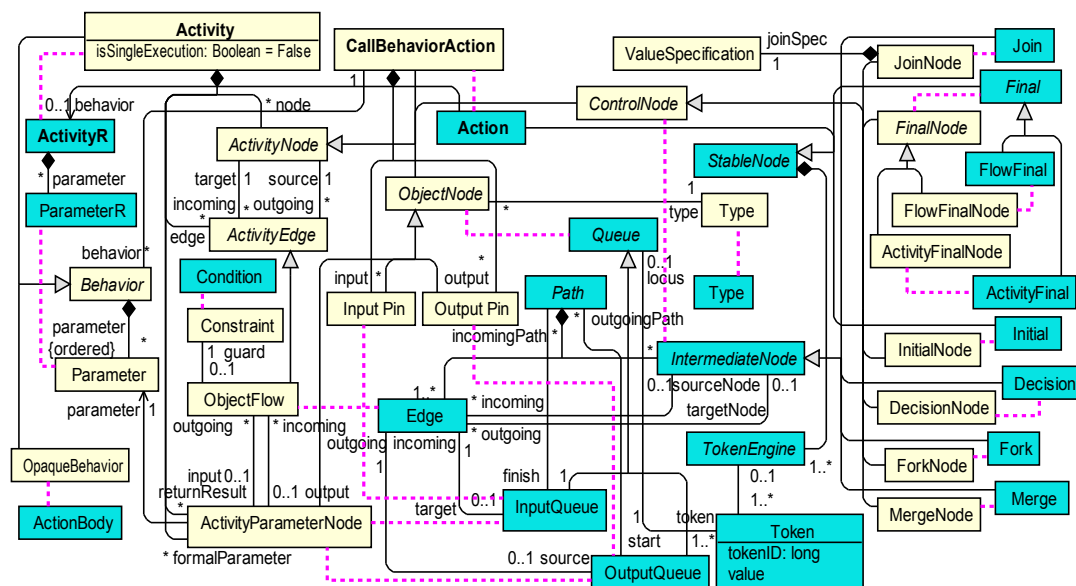 Activity
isSingleExecution: Boolean = False
CallBehaviorAction
ValueSpecification
joinSpec
1
JoinNode
Join
0..1
behavior
* node
1
ControlNode
Final
FinalNode
ActivityR
Action
ActivityNode
StableNode
FlowFinal
* parameter
target 1
source 1
ObjectNode
1
ParameterR
incoming *
outgoing *
type
*
Type
FlowFinalNode
edge
*
ActivityEdge
Queue
ActivityFinalNode
behavior*
Condition
input *
output *
0..1
locus
Behavior
Input Pin
Output Pin
Path
Type
ActivityFinal
parameter
{ordered}
*
Constraint
incomingPath *
* outgoingPath
InitialNode
Initial
1 guard
0..1
*
IntermediateNode
Parameter
0..1
sourceNode
0..1
Decision
ObjectFlow
1..*
* incoming
targetNode
DecisionNode
parameter 1
Edge
outgoing *
* incoming
outgoing
1
incoming
1
* outgoing
TokenEngine
Fork
OpaqueBehavior
input 0..1
0..1 output
finish
1
0..1
1..*
ForkNode
ActionBody
returnResult
*
target
0..1
InputQueue
1..*
Merge
ActivityParameterNode
1
token
MergeNode
* formalParameter
start
1..*
Token
0..1 source
OutputQueue
tokenID: long
value